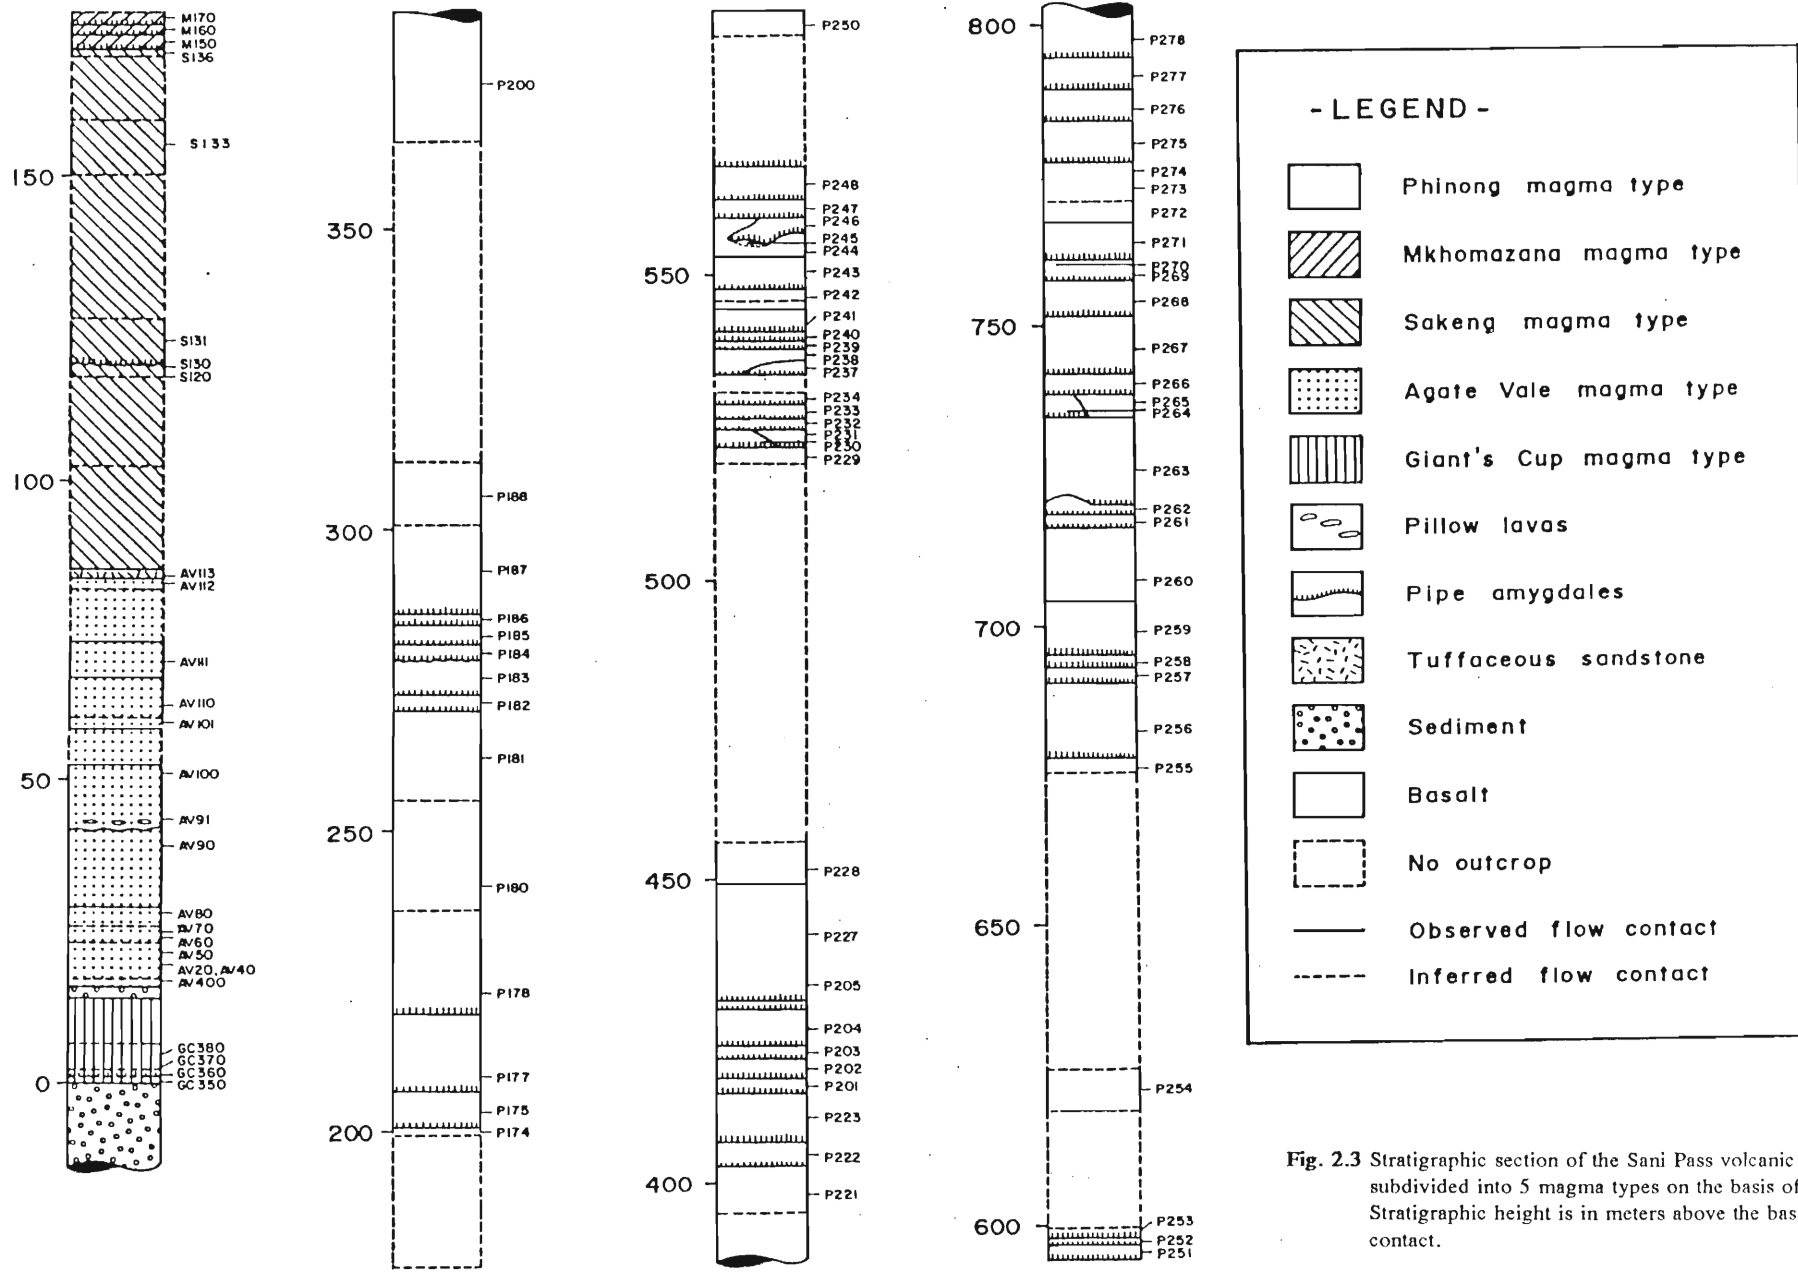 M170
M160
M150
S136
S133
150
S131
S130
S120
100
AV113
AV112
AV111
AV110
AV101
AV100
50
AV91
AV90
AV80
AV70
AV60
AV50
AV20, AV40
AV400
GC380
GC370
GC360
0
GC350
P200
350
P188
300
P187
P186
P185
P184
P183
P182
P181
250
P180
P178
P177
P175
200
P174
P250
P248
P247
P246
P245
P244
550
P243
P242
P241
P240
P239
P238
P237
P234
P233
P232
P231
P230
P229
500
450
P228
P227
P205
P204
P203
P202
P201
P223
P222
400
P221
800
P278
P277
P276
P275
P274
P273
P272
P271
P270
P269
P268
750
P267
P266
P265
P264
P263
P262
P261
P260
700
P259
P258
P257
P256
P255
650
P254
600
P253
P252
P251
- LEGEND -
Phinong magma type
Mkhomazana magma type
Sakeng magma type
Agate Vale magma type
Giant's Cup magma type
Pillow lavas
Pipe amygdales
Tuffaceous sandstone
Sediment
Basalt
No outcrop
Observed flow contact
Inferred flow contact
Fig. 2.3 Stratigraphic section of the Sani Pass volcanic
subdivided into 5 magma types on the basis of
Stratigraphic height is in meters above the bas
contact.